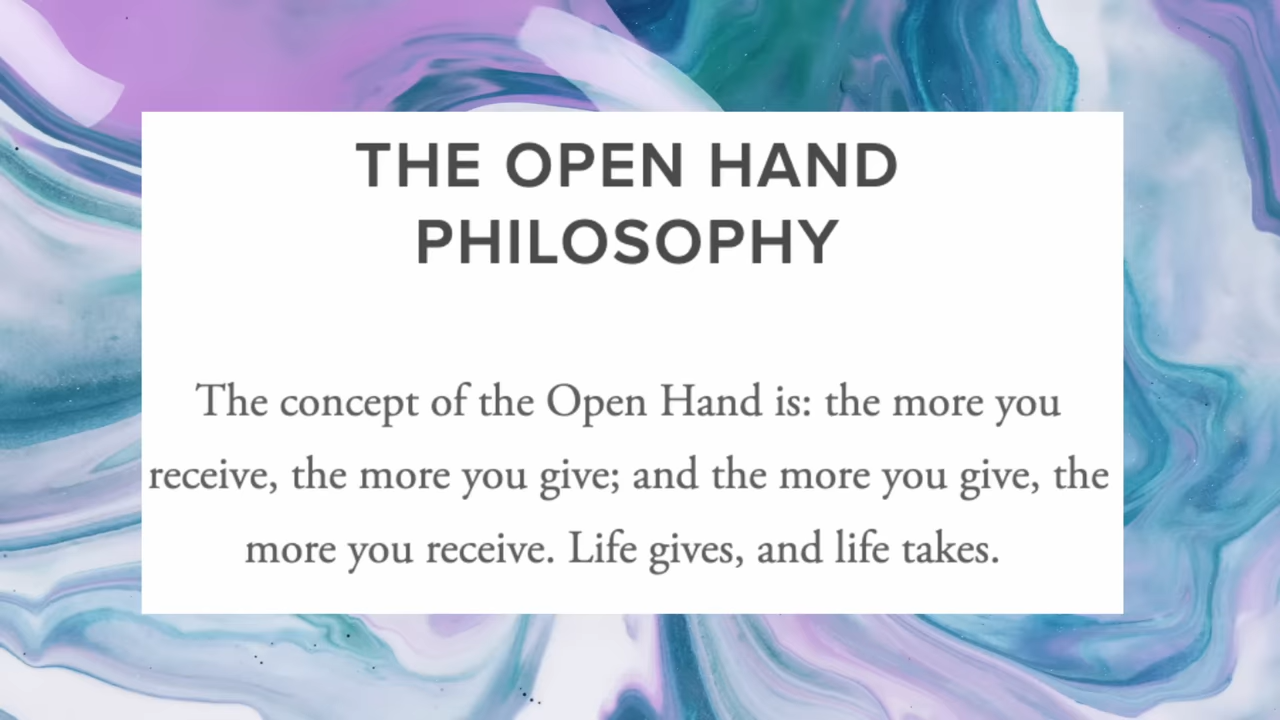 THE OPEN HAND
PHILOSOPHY
The concept of the Open Hand is: the more you
receive, the more you give; and the more you give, the
more you receive. Life gives, and life takes.